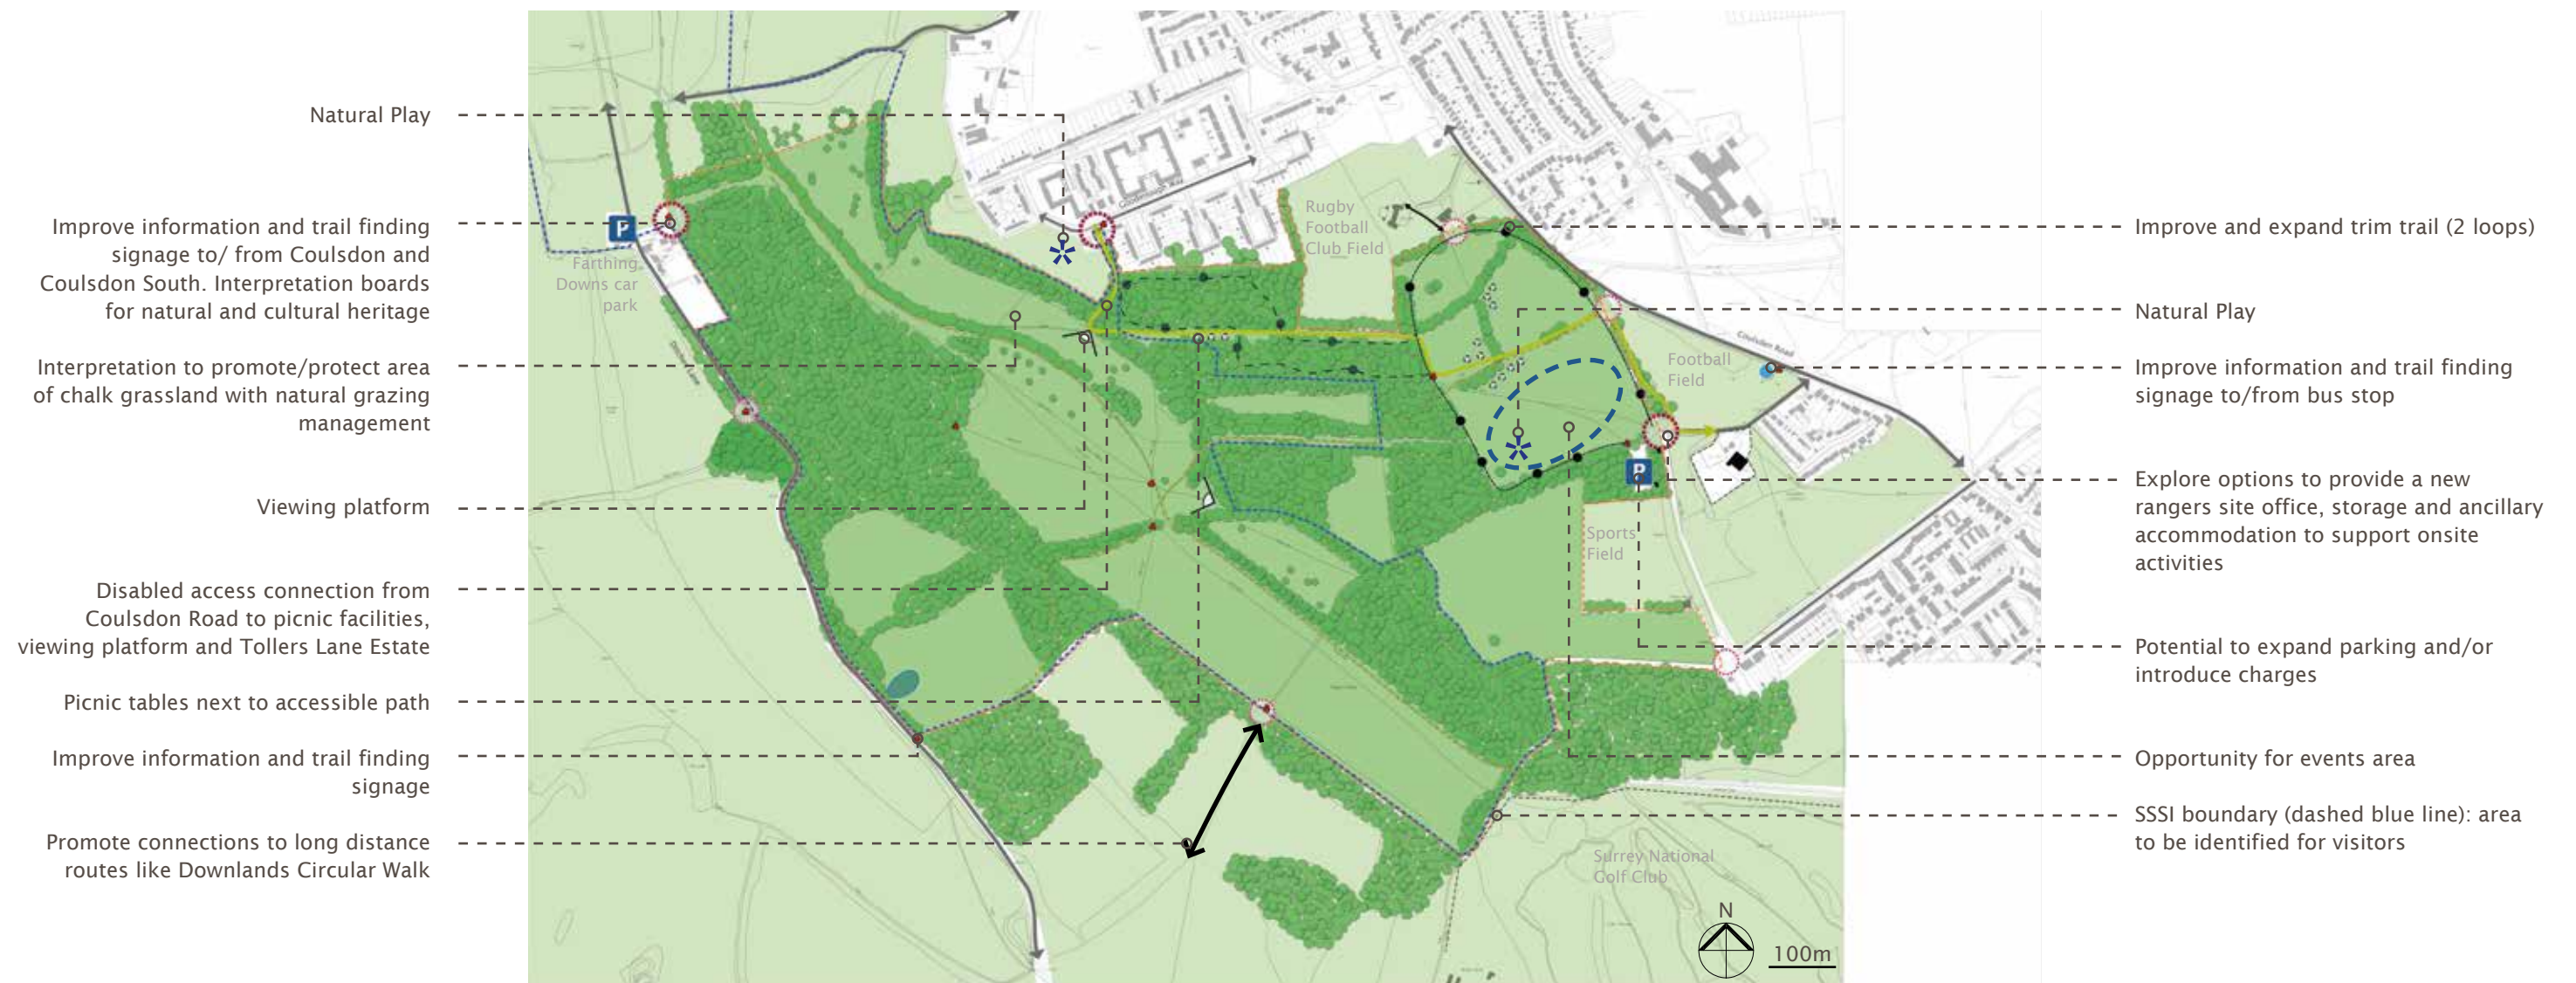 Natural Play
Improve information and trail finding
signage to/ from Coulsdon and
Coulsdon South. Interpretation boards
for natural and cultural heritage
Interpretation to promote/protect area
of chalk grassland with natural grazing
management
Viewing platform
Disabled access connection from
Coulsdon Road to picnic facilities,
viewing platform and Tollers Lane Estate
Picnic tables next to accessible path
Improve information and trail finding
signage
Promote connections to long distance
routes like Downlands Circular Walk
P
Farthing
Downs car
park
Goodenough Way
Rugby
Football
Club Field
Football
Field
Coulsdon Road
P
Sports
Field
Surrey National
Golf Club
N
100m
Improve and expand trim trail (2 loops)
Natural Play
Improve information and trail finding
signage to/from bus stop
Explore options to provide a new
rangers site office, storage and ancillary
accommodation to support onsite
activities
Potential to expand parking and/or
introduce charges
Opportunity for events area
SSSI boundary (dashed blue line): area
to be identified for visitors